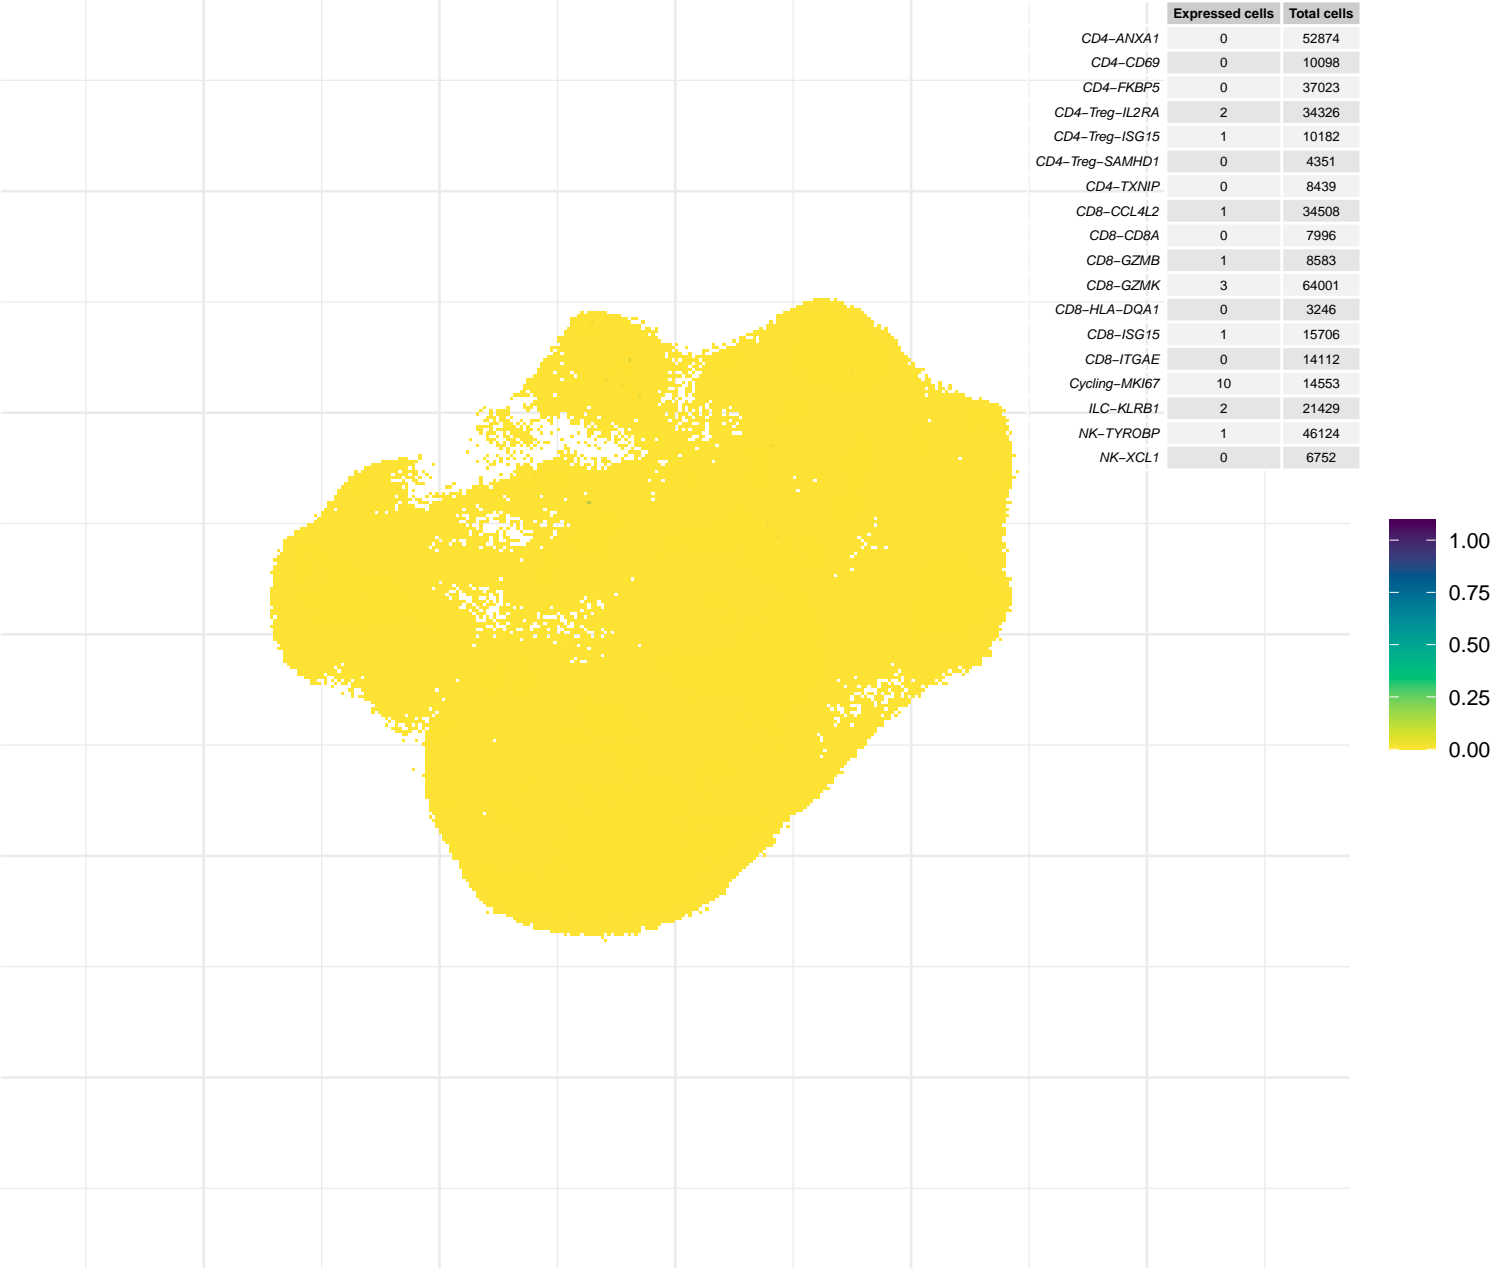 Expressed cells Total cells
CD4−ANXA1 0 52874
CD4−CD69 0 10098
CD4−FKBP5 0 37023
CD4−Treg−IL2RA 2 34326
CD4−Treg−ISG15 1 10182
CD4−Treg−SAMHD1 0 4351
CD4−TXNIP 0 8439
CD8−CCL4L2 1 34508
CD8−CD8A 0 7996
CD8−GZMB 1 8583
CD8−GZMK 3 64001
CD8−HLA−DQA1 0 3246
CD8−ISG15 1 15706
CD8−ITGAE 0 14112
Cycling−MKI67 10 14553
ILC−KLRB1 2 21429
NK−TYROBP 1 46124
NK−XCL1 0 6752
1.00
0.75
0.50
0.25
0.00